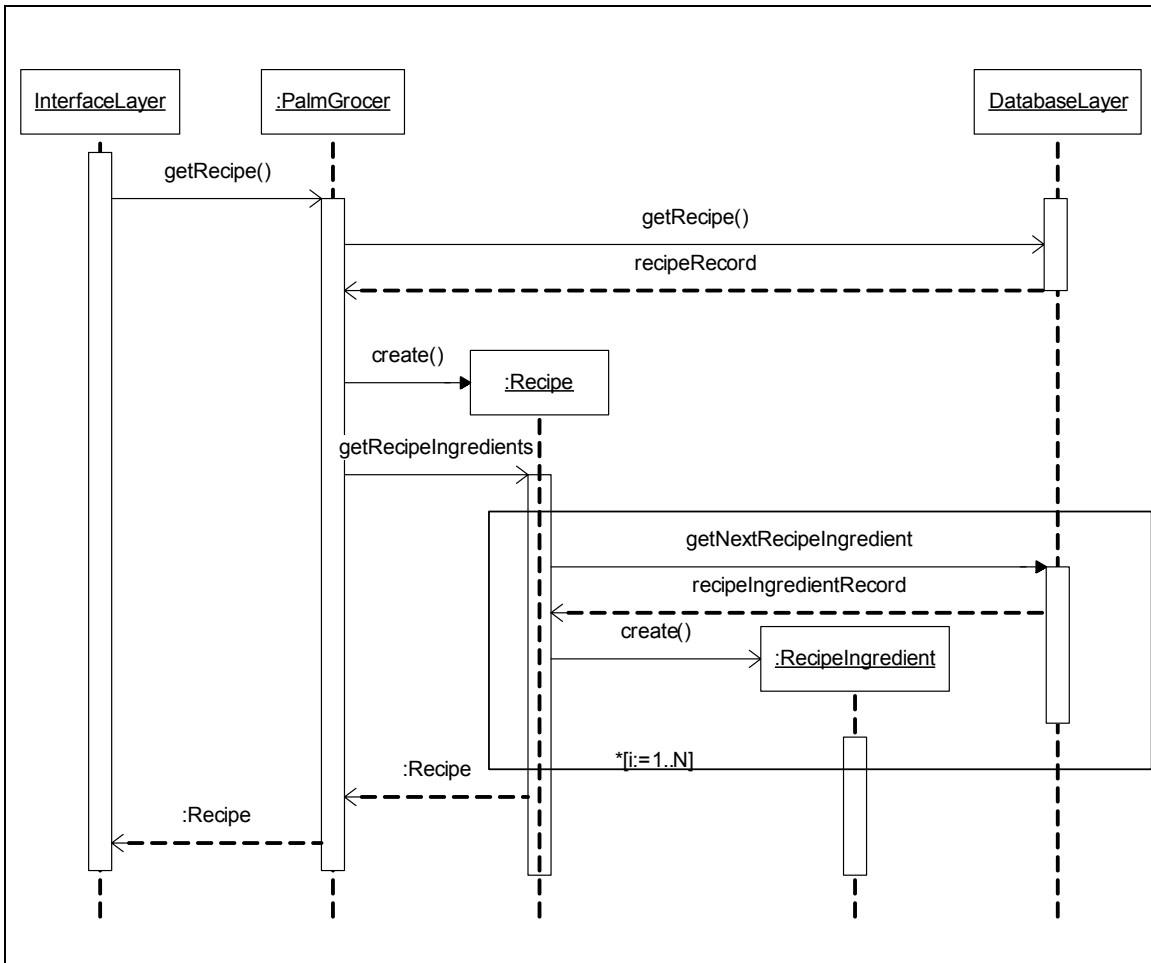 InterfaceLayer
:PalmGrocer
DatabaseLayer
getRecipe()
getRecipe()
recipeRecord
create()
:Recipe
getRecipeIngredients
getNextRecipeIngredient
recipeIngredientRecord
create()
:RecipeIngredient
*[i:=1..N]
:Recipe
:Recipe